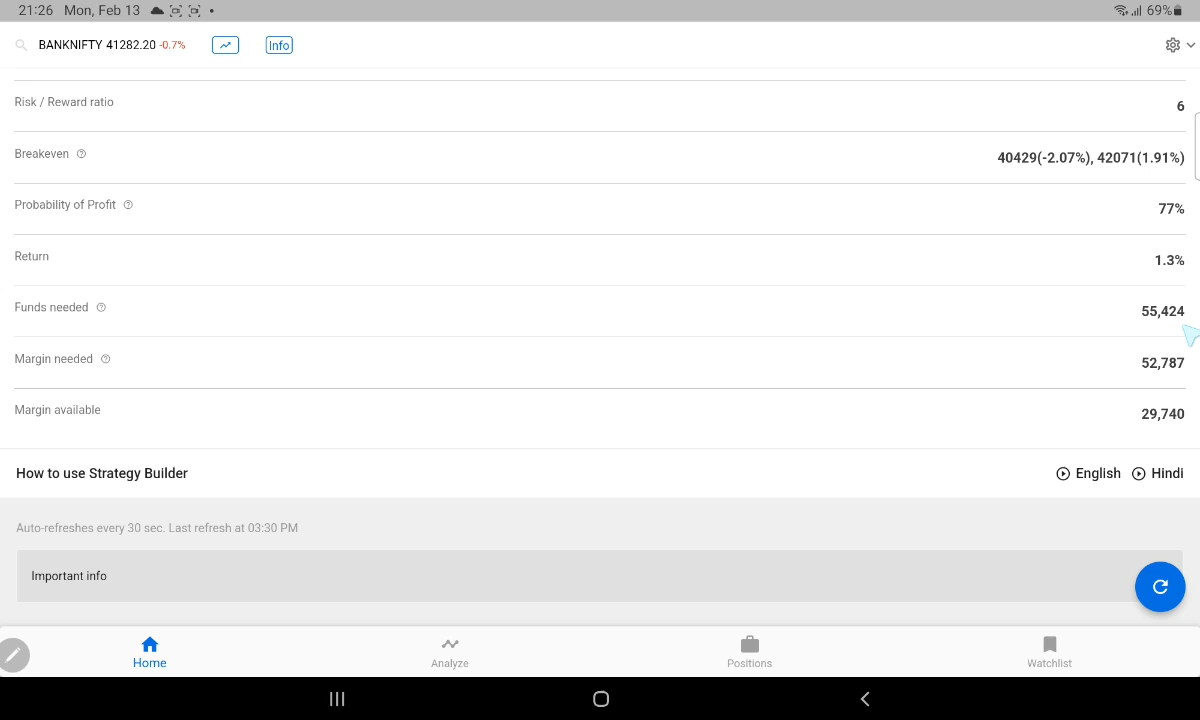 21:26 Mon, Feb 13 69%
BANKNIFTY 41282.20 -0.7% Info
Risk / Reward ratio 6
Breakeven 40429(-2.07%), 42071(1.91%)
Probability of Profit 77%
Return 1.3%
Funds needed 55,424
Margin needed 52,787
Margin available 29,740
How to use Strategy Builder English Hindi
Auto-refreshes every 30 sec. Last refresh at 03:30 PM
Important info
Home Analyze Positions Watchlist